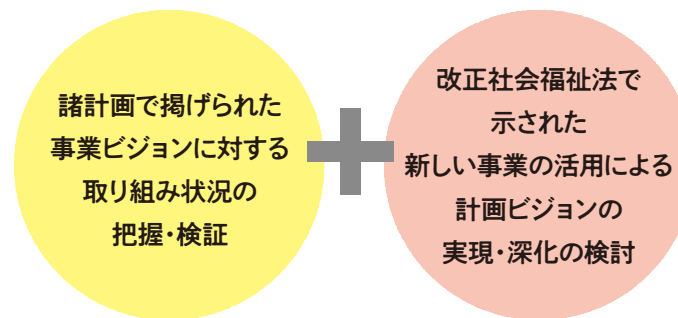 諸計画で掲げられた
事業ビジョンに対する
取り組み状況の
把握・検証
改正社会福祉法で
示された
新しい事業の活用による
計画ビジョンの
実現・深化の検討